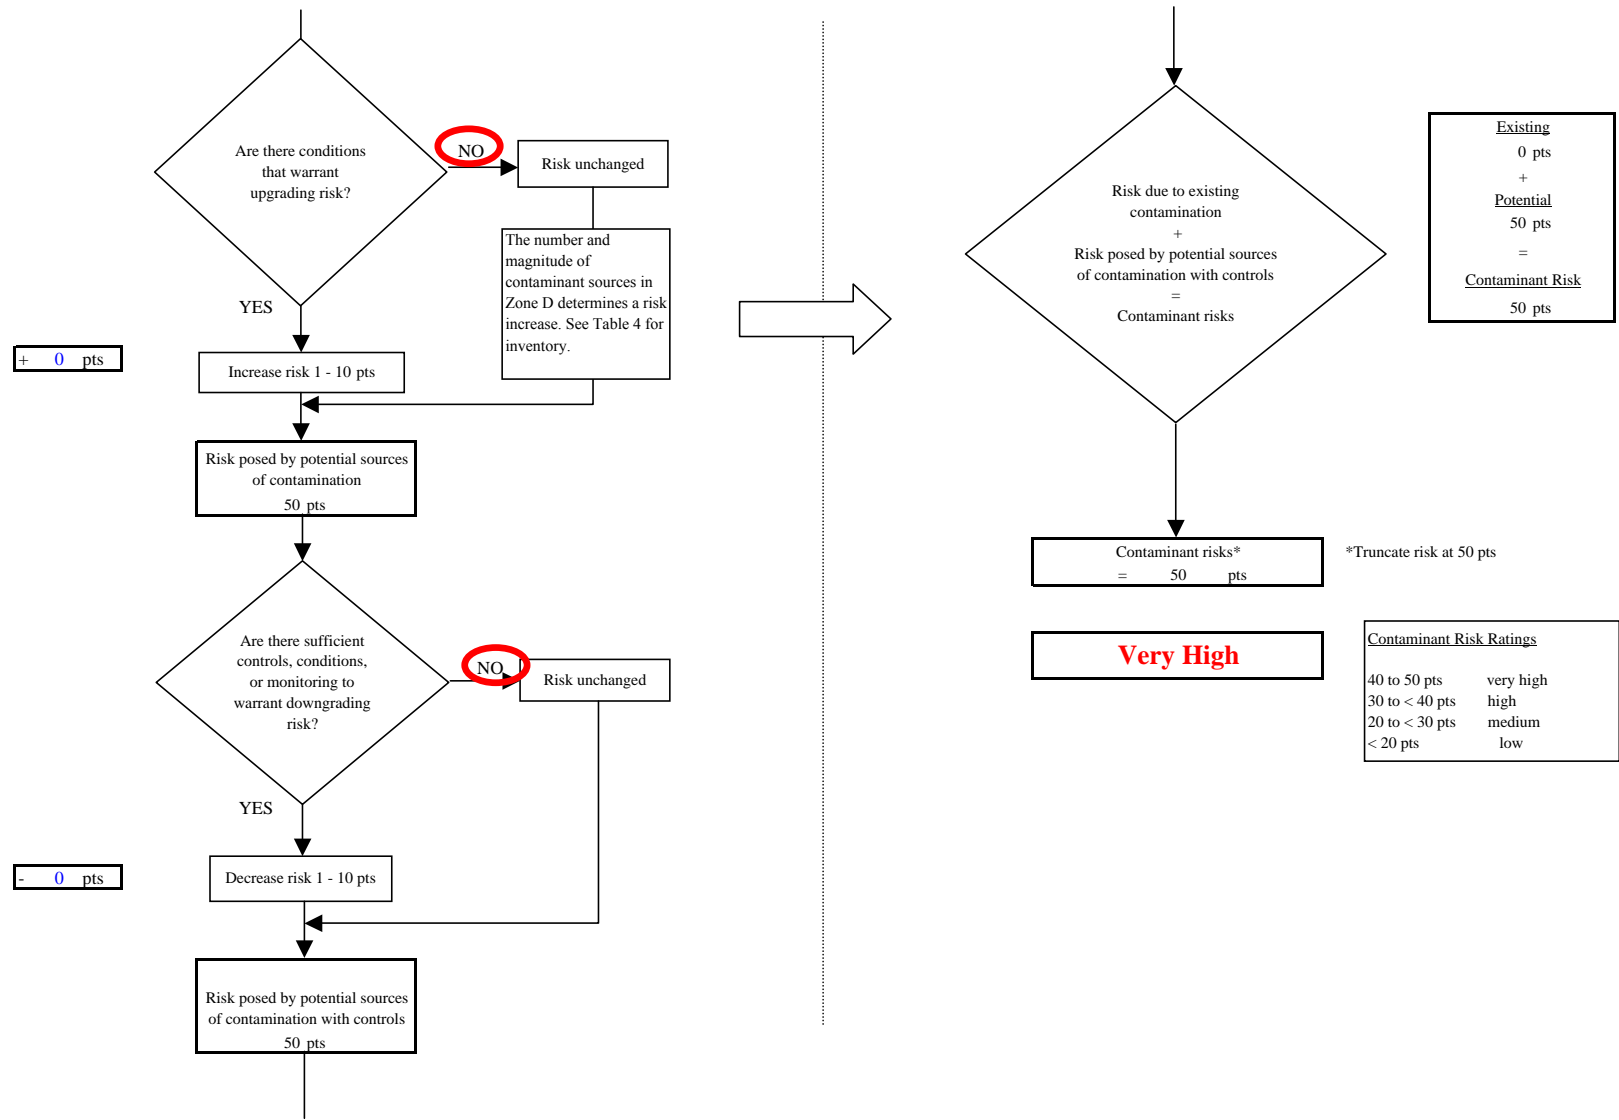 Are there conditions
that warrant
upgrading risk?
NO
Risk unchanged
The number and
magnitude of
contaminant sources in
Zone D determines a risk
increase. See Table 4 for
inventory.
YES
+ 0 pts
Increase risk 1 - 10 pts
Risk posed by potential sources
of contamination
50 pts
Are there sufficient
controls, conditions,
or monitoring to
warrant downgrading
risk?
NO
Risk unchanged
YES
- 0 pts
Decrease risk 1 - 10 pts
Risk posed by potential sources
of contamination with controls
50 pts
Risk due to existing
contamination
+
Risk posed by potential sources
of contamination with controls
=
Contaminant risks
Existing
0 pts
+
Potential
50 pts
=
Contaminant Risk
50 pts
Contaminant risks*
= 50 pts
*Truncate risk at 50 pts
Very High
Contaminant Risk Ratings
40 to 50 pts very high
30 to < 40 pts high
20 to < 30 pts medium
< 20 pts low